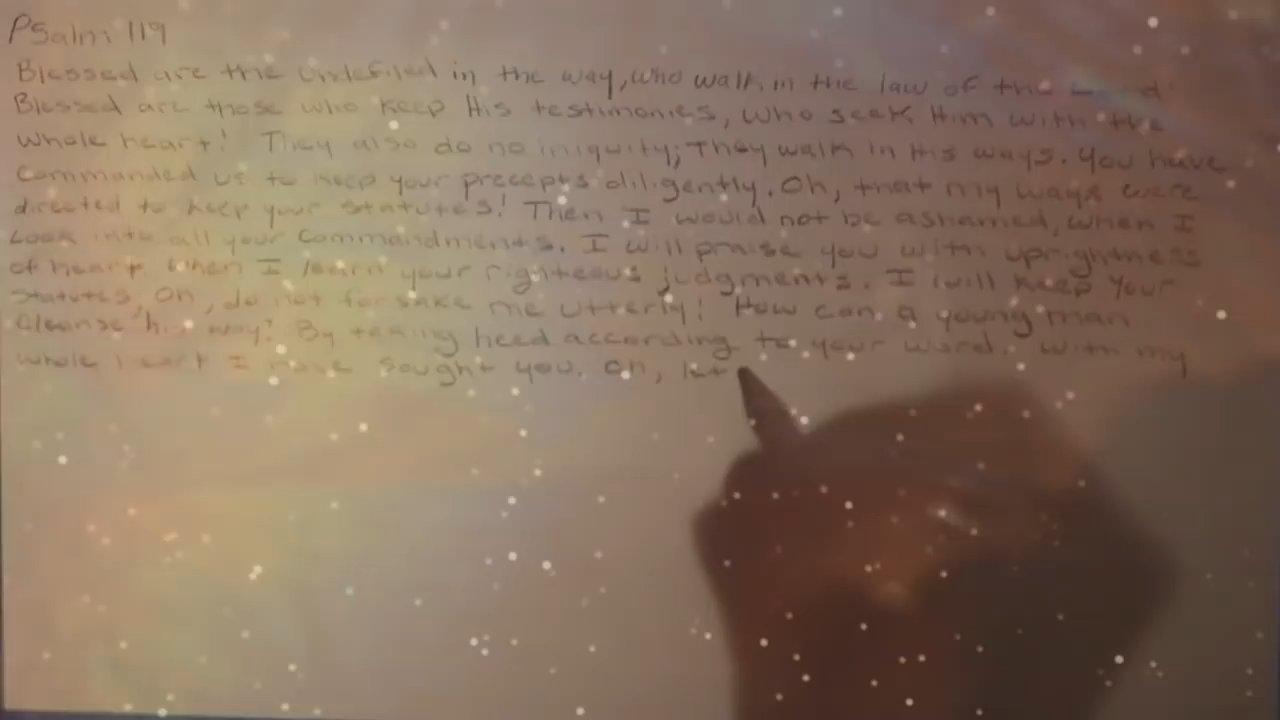 Psalm 119
Blessed are the undefiled in the way, who walk in the law of the Lord!
Blessed are those who keep His testimonies, who seek Him with the
whole heart! They also do no iniquity; They walk in His ways. You have
commanded us to keep your precepts diligently. Oh, that my ways were
directed to keep your statutes! Then I would not be ashamed, when I
Look into all your commandments. I will praise you with uprightness
of heart when I learn your righteous judgments. I will keep your
statutes, Oh, do not forsake me utterly! How can a young man
cleanse his way? By taking heed according to your word. With my
whole heart I have sought you. Oh, let